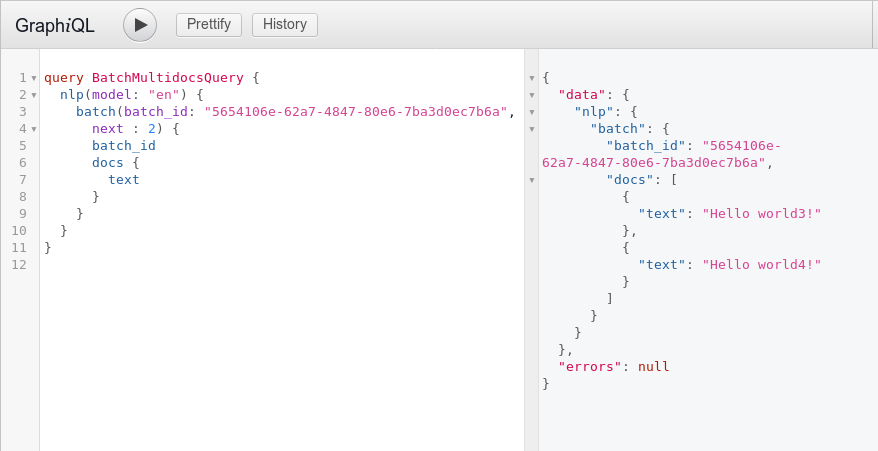 GraphiQL Prettify History
1 query BatchMultidocsQuery {
2   nlp(model: "en") {
3     batch(batch_id: "5654106e-62a7-4847-80e6-7ba3d0ec7b6a",
4       next : 2) {
5       batch_id
6       docs {
7         text
8       }
9     }
10   }
11 }
12
{
  "data": {
    "nlp": {
      "batch": {
        "batch_id": "5654106e-
62a7-4847-80e6-7ba3d0ec7b6a",
        "docs": [
          {
            "text": "Hello world3!"
          },
          {
            "text": "Hello world4!"
          }
        ]
      }
    }
  },
  "errors": null
}